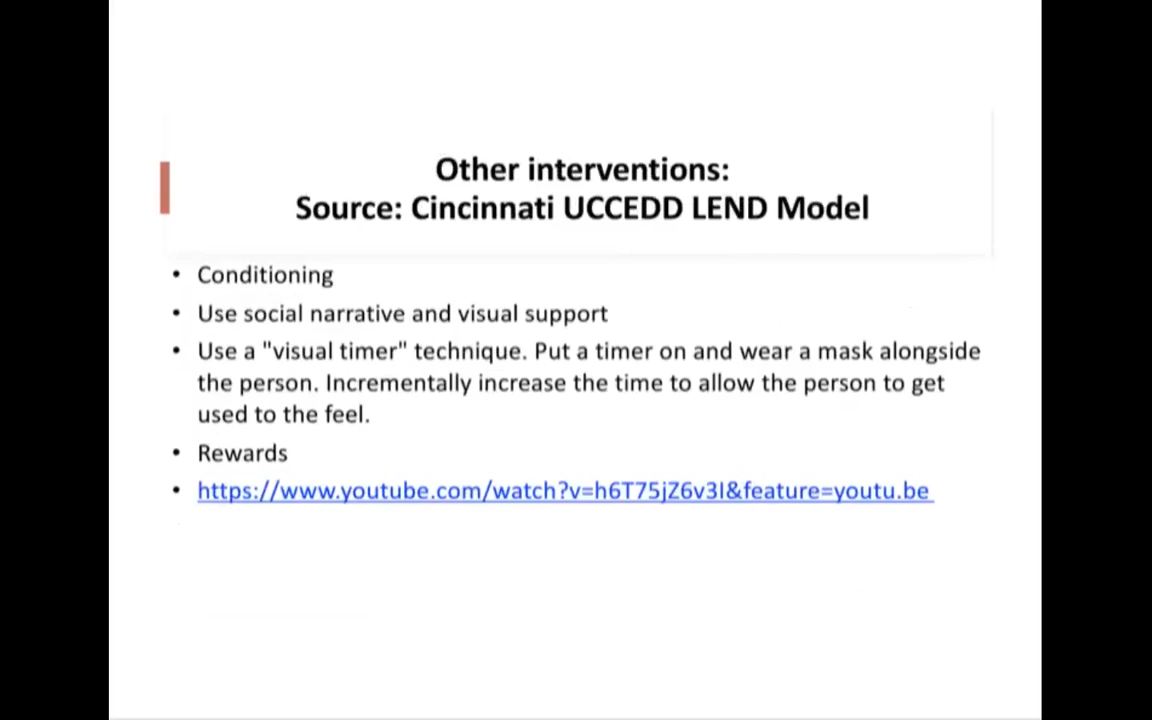 Other interventions:
Source: Cincinnati UCCEDD LEND Model
• Conditioning
• Use social narrative and visual support
• Use a "visual timer" technique. Put a timer on and wear a mask alongside
the person. Incrementally increase the time to allow the person to get
used to the feel.
• Rewards
• https://www.youtube.com/watch?v=h6T75jZ6v3I&feature=youtu.be